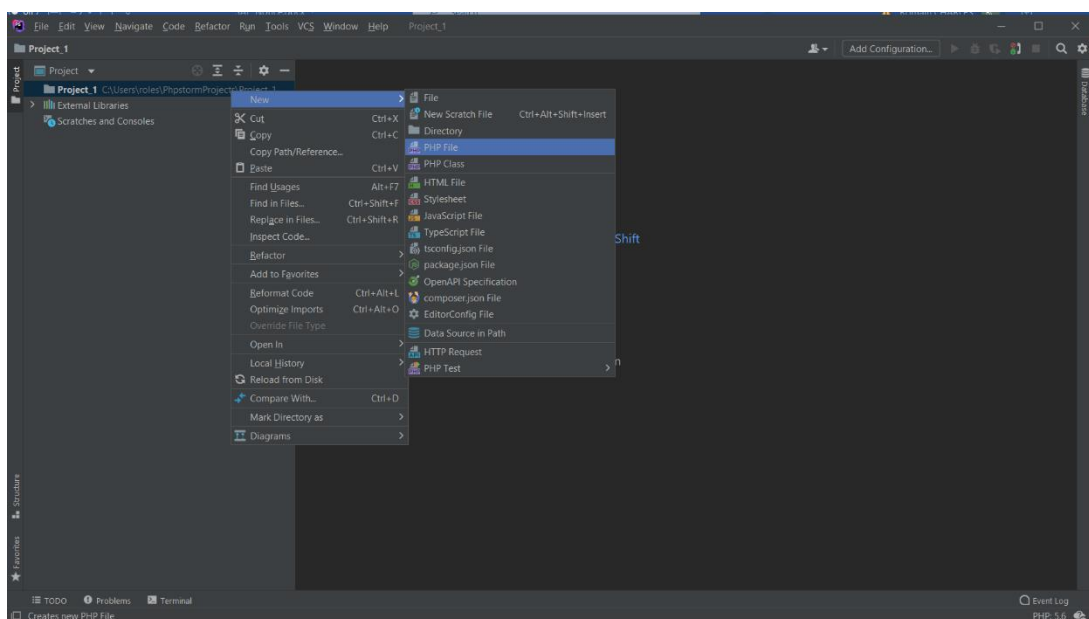 File Edit View Navigate Code Refactor Run Tools VCS Window Help Project_1
Project_1
Add Configuration...
Project
Project
Project_1 C:\Users\roles\PhpstormProjects\Project_1
External Libraries
Scratches and Consoles
New
Cut Ctrl+X
Copy Ctrl+C
Copy Path/Reference...
Paste Ctrl+V
Find Usages Alt+F7
Find in Files... Ctrl+Shift+F
Replace in Files... Ctrl+Shift+R
Inspect Code...
Refactor
Add to Favorites
Reformat Code Ctrl+Alt+L
Optimize Imports Ctrl+Alt+O
Override File Type
Open In
Local History
Reload from Disk
Compare With... Ctrl+D
Mark Directory as
Diagrams
File
New Scratch File Ctrl+Alt+Shift+Insert
Directory
PHP File
PHP Class
HTML File
Stylesheet
JavaScript File
TypeScript File
tsconfig.json File
package.json File
OpenAPI Specification
composer.json File
EditorConfig File
Data Source in Path
HTTP Request
PHP Test
Shift
n
Database
Structure
Favorites
TODO Problems Terminal
Event Log
Creates new PHP File
PHP: 5.6